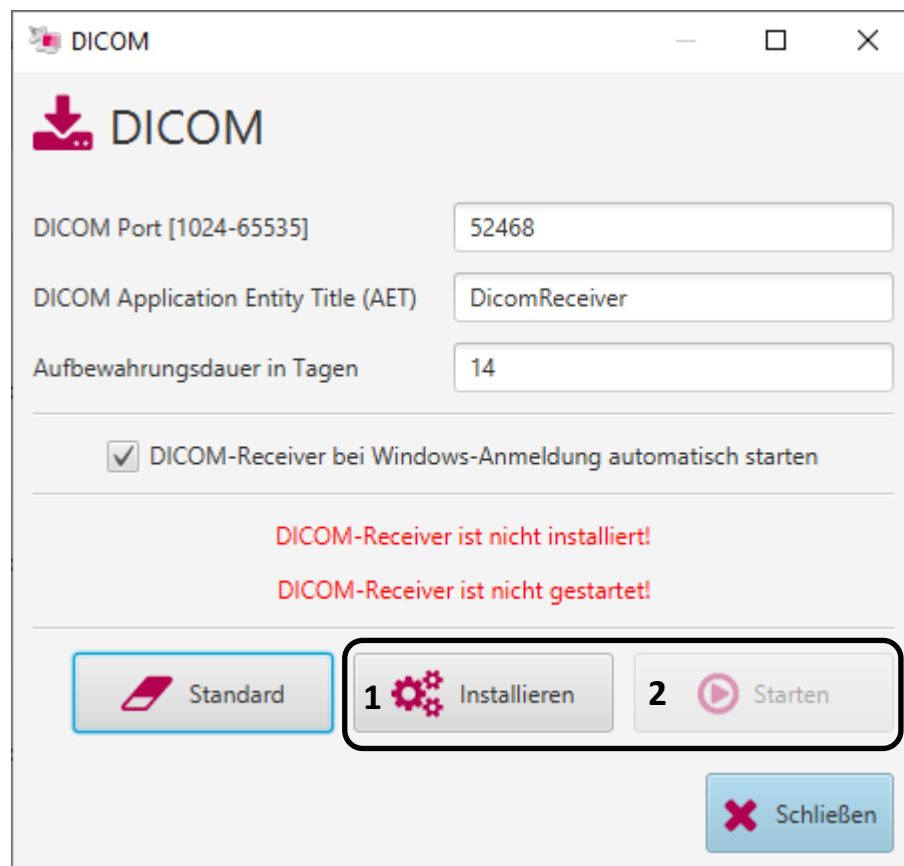 DICOM
DICOM
DICOM Port [1024-65535] 52468
DICOM Application Entity Title (AET) DicomReceiver
Aufbewahrungsdauer in Tagen 14
DICOM-Receiver bei Windows-Anmeldung automatisch starten
DICOM-Receiver ist nicht installiert!
DICOM-Receiver ist nicht gestartet!
Standard 1 Installieren 2 Starten
Schließen